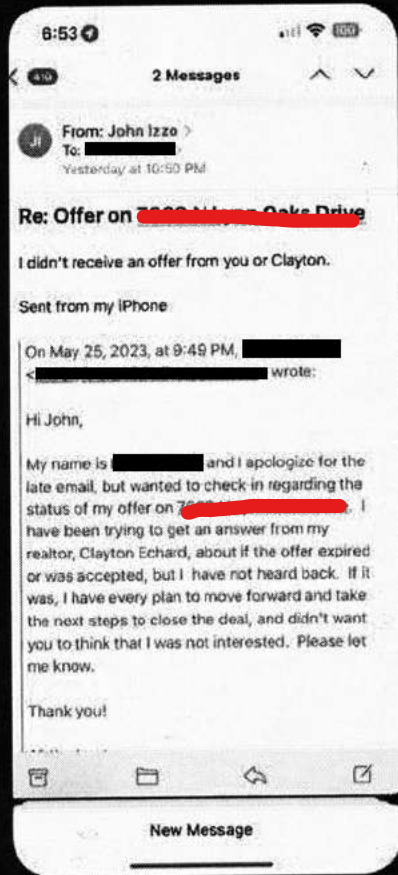 6:53
100
410
2 Messages
JI
From: John Izzo
To:
Yesterday at 10:50 PM
Re: Offer on Oaks Drive
I didn't receive an offer from you or Clayton.
Sent from my iPhone
On May 25, 2023, at 9:49 PM,
< wrote:
Hi John,
My name is and I apologize for the
late email, but wanted to check in regarding the
status of my offer on . I
have been trying to get an answer from my
realtor, Clayton Echard, about if the offer expired
or was accepted, but I have not heard back. If it
was, I have every plan to move forward and take
the next steps to close the deal, and didn't want
you to think that I was not interested. Please let
me know.
Thank you!
New Message